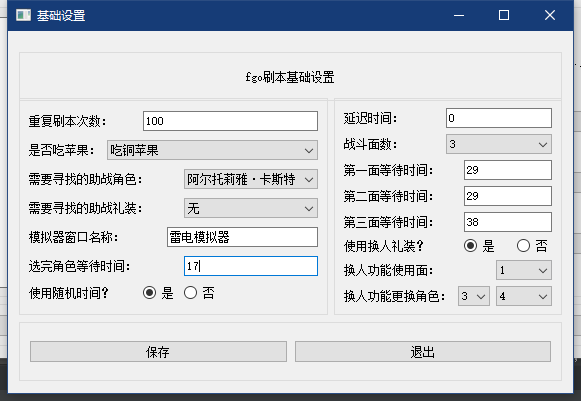 基础设置
fgo刷本基础设置
重复刷本次数： 100
是否吃苹果： 吃铜苹果
需要寻找的助战角色： 阿尔托莉雅·卡斯特
需要寻找的助战礼装： 无
模拟器窗口名称： 雷电模拟器
选完角色等待时间： 17
使用随机时间？ 是 否
延迟时间： 0
战斗面数： 3
第一面等待时间： 29
第二面等待时间： 29
第三面等待时间： 38
使用换人礼装？ 是 否
换人功能使用面： 1
换人功能更换角色： 3 4
保存 退出